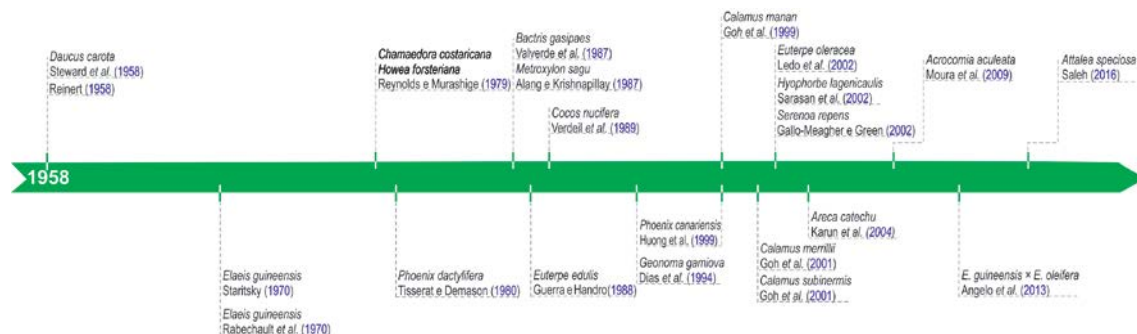 Daucus carota
Steward et al. (1958)
Reinert (1958)
Chamaedora costaricana
Howea forsteriana
Reynolds e Murashige (1979)
Bactris gasipaes
Valverde et al. (1987)
Metroxylon sagu
Alang e Krishnapillay (1987)
Cocos nucifera
Verdeil et al. (1989)
Calamus manan
Goh et al. (1999)
Euterpe oleracea
Ledo et al. (2002)
Hyophorbe lagenicaulis
Sarasan et al. (2002)
Serenoa repens
Gallo-Meagher e Green (2002)
Acrocomia aculeata
Moura et al. (2009)
Attalea speciosa
Saleh (2016)
1958
Elaeis guineensis
Staritsky (1970)
Elaeis guineensis
Rabechault et al. (1970)
Phoenix dactylifera
Tisserat e Demason (1980)
Euterpe edulis
Guerra e Handro (1988)
Phoenix canariensis
Huong et al. (1999)
Geonoma gamiova
Dias et al. (1994)
Calamus merrillii
Goh et al. (2001)
Calamus subinermis
Goh et al. (2001)
Areca catechu
Karun et al. (2004)
E. guineensis × E. oleifera
Angelo et al. (2013)